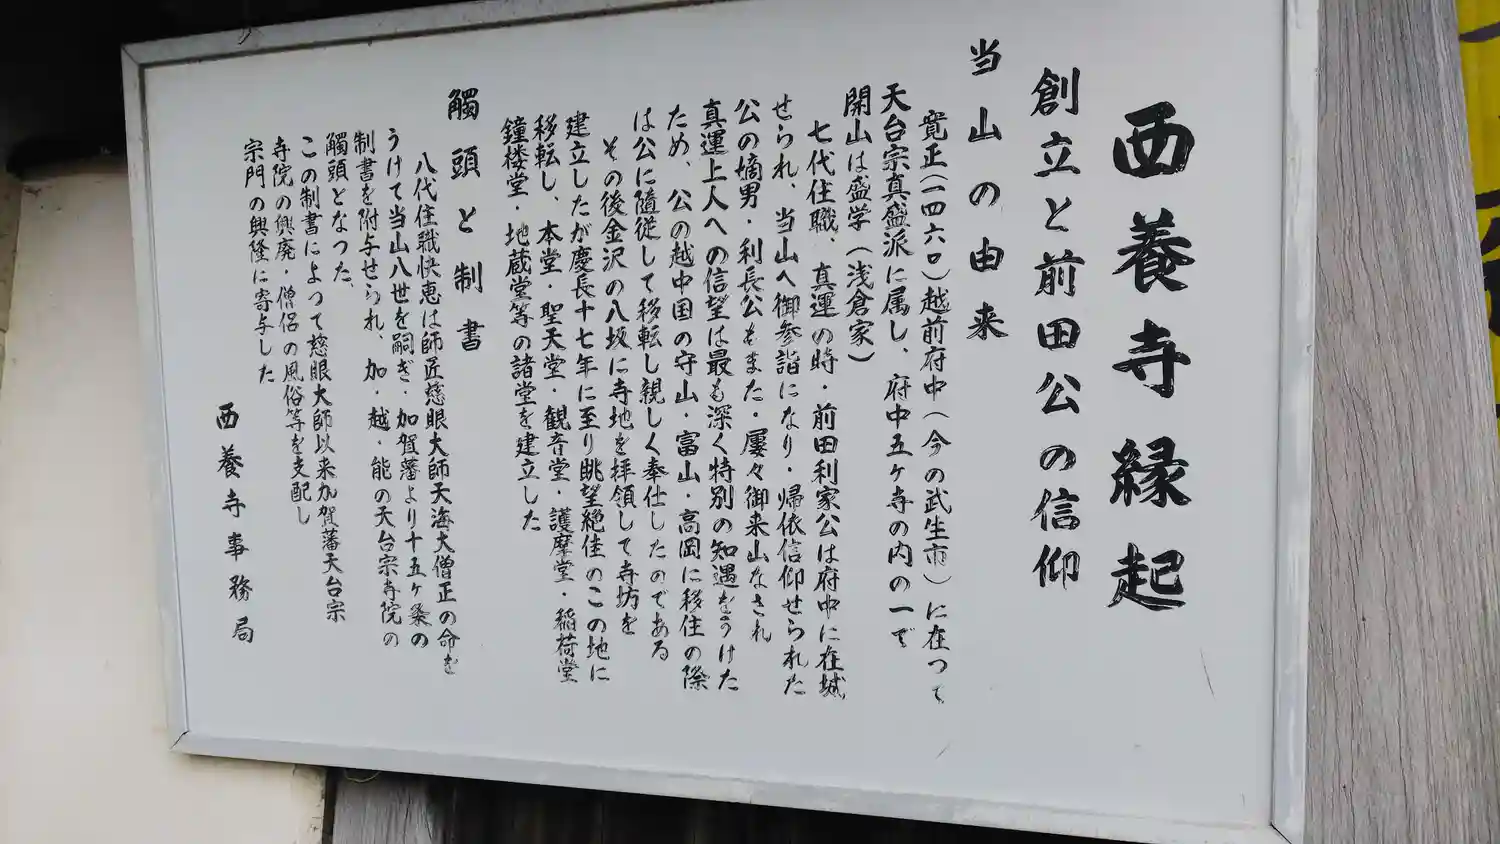 西養寺縁起
創立と前田公の信仰
当山の由来
寛正(一四六〇)越前府中(今の武生市)に在つて
天台宗真盛派に属し、府中五ヶ寺の内の一で
開山は盛学(浅倉家)
七代住職、真運の時・前田利家公は府中に在城
せられ、当山へ御参詣になり・帰依信仰せられた
公の嫡男・利長公もまた・屢々御来山なされ
真運上人への信望は最も深く特別の知遇をうけた
ため、公の越中国の守山・富山・高岡に移住の際
は公に隨従して移転し親しく奉仕したのである
その後金沢の八坂に寺地を拝領して寺坊を
建立したが慶長十七年に至り眺望絶佳のこの地に
移転し、本堂・聖天堂・観音堂・護摩堂・稲荷堂
鐘楼堂・地蔵堂等の諸堂を建立した
觸頭と制書
八代住職快恵は師匠慈眼大師天海大僧正の命を
うけて当山八世を嗣ぎ・加賀藩より十五ヶ条の
制書を附与せられ、加・越・能の天台宗寺院の
觸頭となつた、
この制書によつて慈眼大師以来加賀藩天台宗
寺院の興廃・僧侶の風俗等を支配し
宗門の興隆に寄与した
西養寺事務局